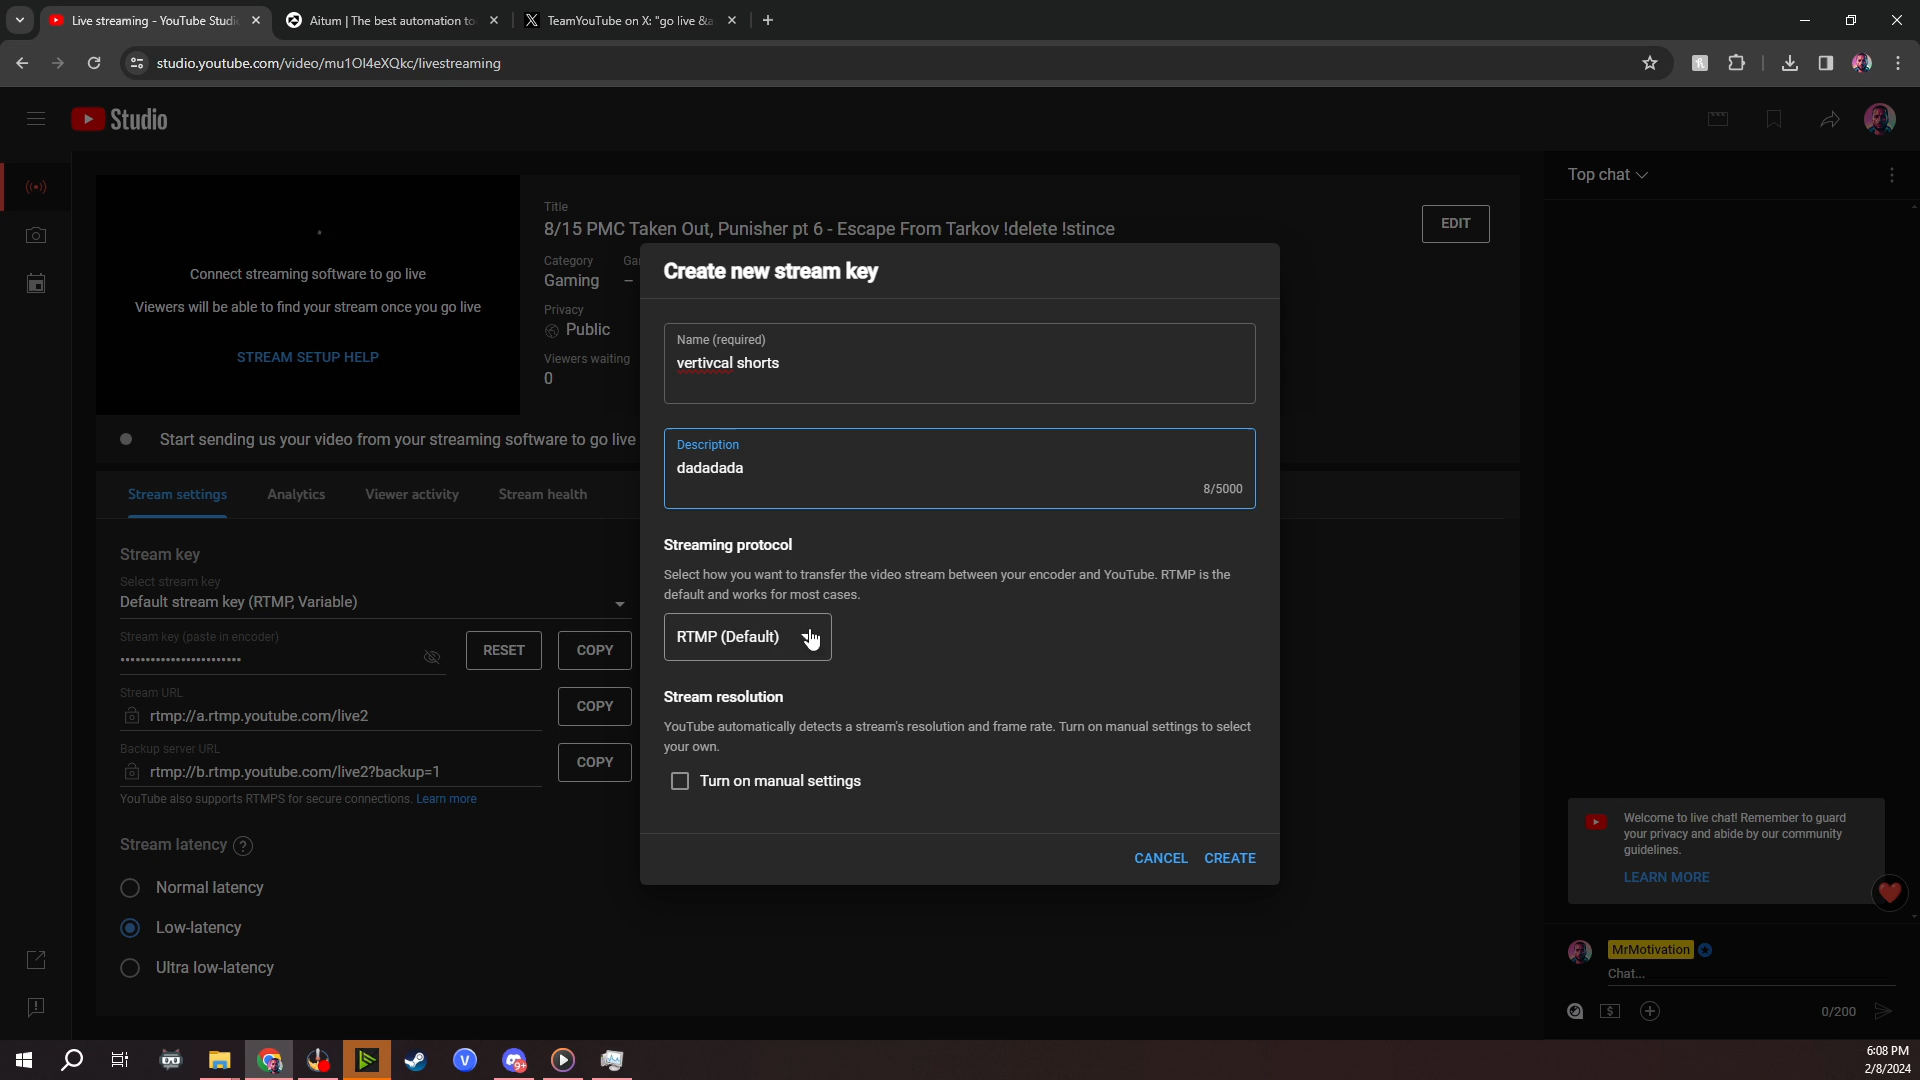 Live streaming - YouTube Studi
Aitum | The best automation to
TeamYouTube on X: "go live &a
studio.youtube.com/video/mu1OI4eXQkc/livestreaming
Studio
Connect streaming software to go live
Viewers will be able to find your stream once you go live
STREAM SETUP HELP
Title
8/15 PMC Taken Out, Punisher pt 6 - Escape From Tarkov !delete !stince
Category
Gaming
–
Privacy
Public
Viewers waiting
0
EDIT
Start sending us your video from your streaming software to go live
Stream settings
Analytics
Viewer activity
Stream health
Stream key
Select stream key
Default stream key (RTMP, Variable)
Stream key (paste in encoder)
••••••••••••••••••••••••
RESET
COPY
Stream URL
rtmp://a.rtmp.youtube.com/live2
COPY
Backup server URL
rtmp://b.rtmp.youtube.com/live2?backup=1
COPY
YouTube also supports RTMPS for secure connections. Learn more
Stream latency
Normal latency
Low-latency
Ultra low-latency
Create new stream key
Name (required)
vertivcal shorts
Description
dadadada
8/5000
Streaming protocol
Select how you want to transfer the video stream between your encoder and YouTube. RTMP is the
default and works for most cases.
RTMP (Default)
Stream resolution
YouTube automatically detects a stream's resolution and frame rate. Turn on manual settings to select
your own.
Turn on manual settings
CANCEL
CREATE
Top chat
Welcome to live chat! Remember to guard
your privacy and abide by our community
guidelines.
LEARN MORE
MrMotivation
Chat...
0/200
9+
6:08 PM
2/8/2024